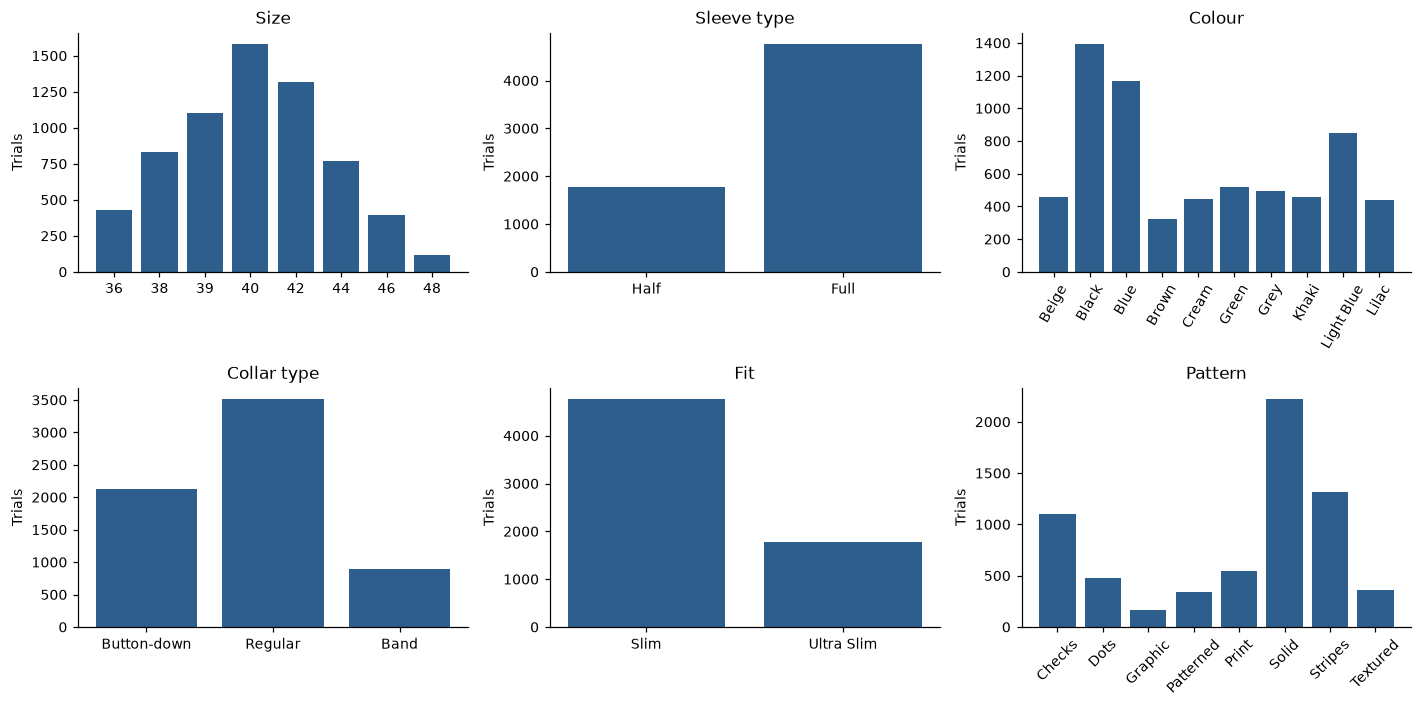 Size
Trials
1500
1250
1000
750
500
250
0
36 38 39 40 42 44 46 48
Sleeve type
Trials
4000
3000
2000
1000
0
Half Full
Colour
Trials
1400
1200
1000
800
600
400
200
0
Beige Black Blue Brown Cream Green Grey Khaki Light Blue Lilac
Collar type
Trials
3500
3000
2500
2000
1500
1000
500
0
Button-down Regular Band
Fit
Trials
4000
3000
2000
1000
0
Slim Ultra Slim
Pattern
Trials
2000
1500
1000
500
0
Checks Dots Graphic Patterned Print Solid Stripes Textured